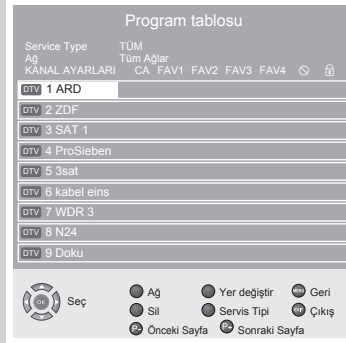 Program tablosu
Service Type TÜM
Ağ Tüm Ağlar
KANAL AYARLARI CA FAV1 FAV2 FAV3 FAV4
DTV 1 ARD
DTV 2 ZDF
DTV 3 SAT 1
DTV 4 ProSieben
DTV 5 3sat
DTV 6 kabel eins
DTV 7 WDR 3
DTV 8 N24
DTV 9 Doku
OK Seç
Ağ Yer değiştir MENU Geri
Sil Servis Tipi Çıkış
P- Önceki Sayfa P+ Sonraki Sayfa